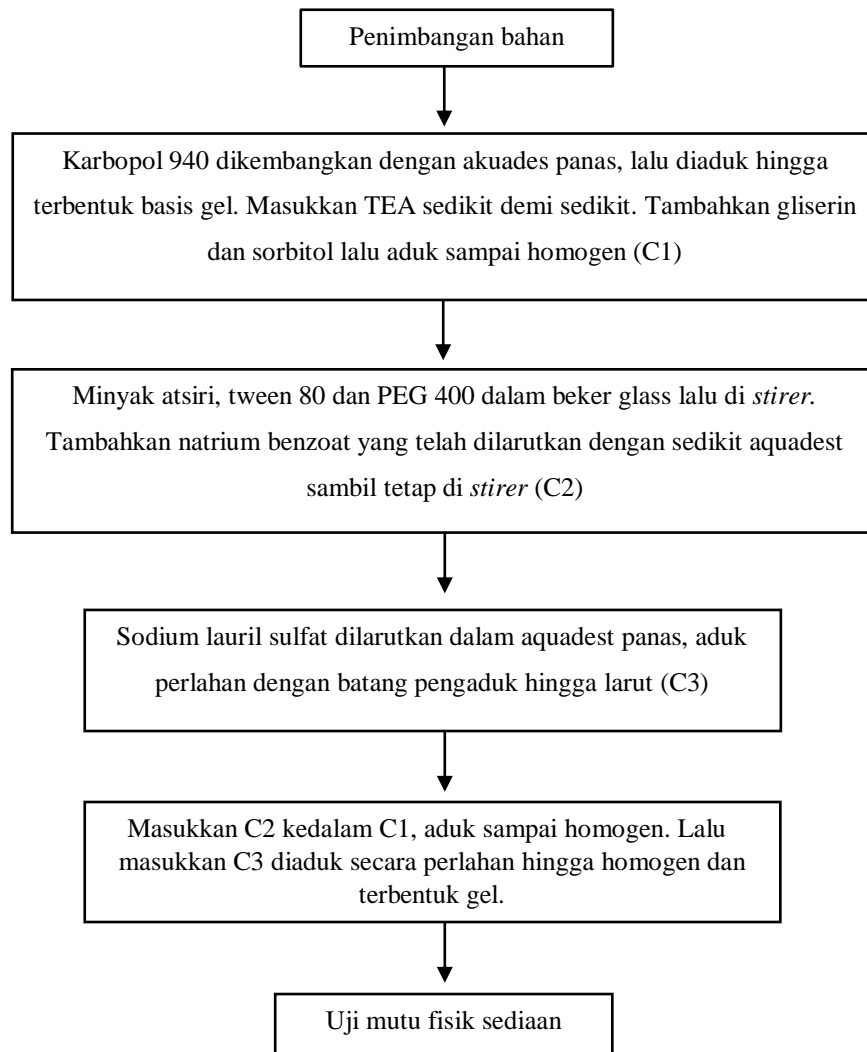 Penimbangan bahan
Karbopol 940 dikembangkan dengan akuades panas, lalu diaduk hingga
terbentuk basis gel. Masukkan TEA sedikit demi sedikit. Tambahkan gliserin
dan sorbitol lalu aduk sampai homogen (C1)
Minyak atsiri, tween 80 dan PEG 400 dalam beker glass lalu di stirer.
Tambahkan natrium benzoat yang telah dilarutkan dengan sedikit aquadest
sambil tetap di stirer (C2)
Sodium lauril sulfat dilarutkan dalam aquadest panas, aduk
perlahan dengan batang pengaduk hingga larut (C3)
Masukkan C2 kedalam C1, aduk sampai homogen. Lalu
masukkan C3 diaduk secara perlahan hingga homogen dan
terbentuk gel.
Uji mutu fisik sediaan